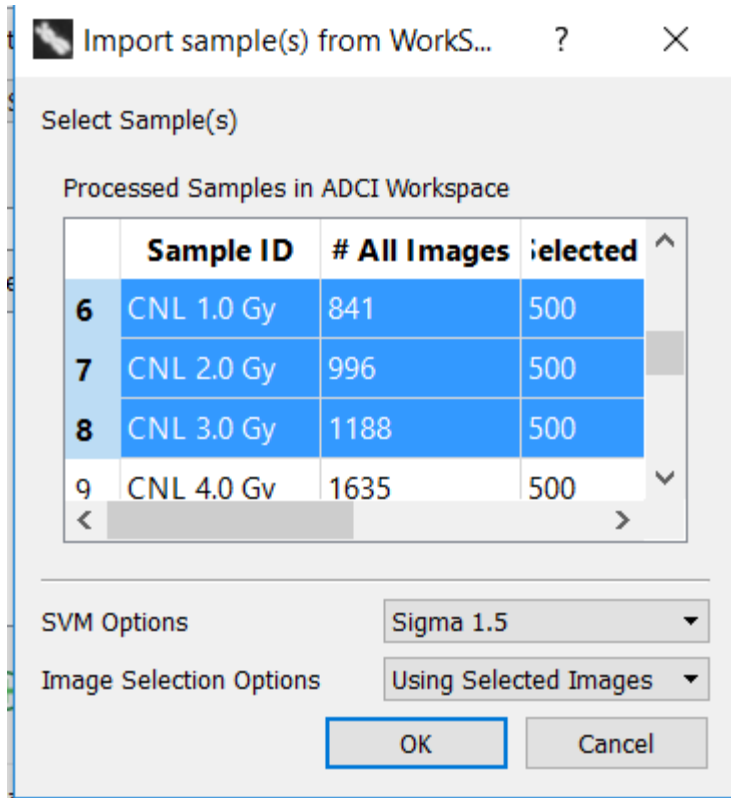 Import sample(s) from WorkS... ?
Select Sample(s)
Processed Samples in ADCI Workspace
Sample ID # All Images elected
6 CNL 1.0 Gy 841 500
7 CNL 2.0 Gy 996 500
8 CNL 3.0 Gy 1188 500
9 CNL 4.0 Gy 1635 500
SVM Options Sigma 1.5
Image Selection Options Using Selected Images
OK Cancel